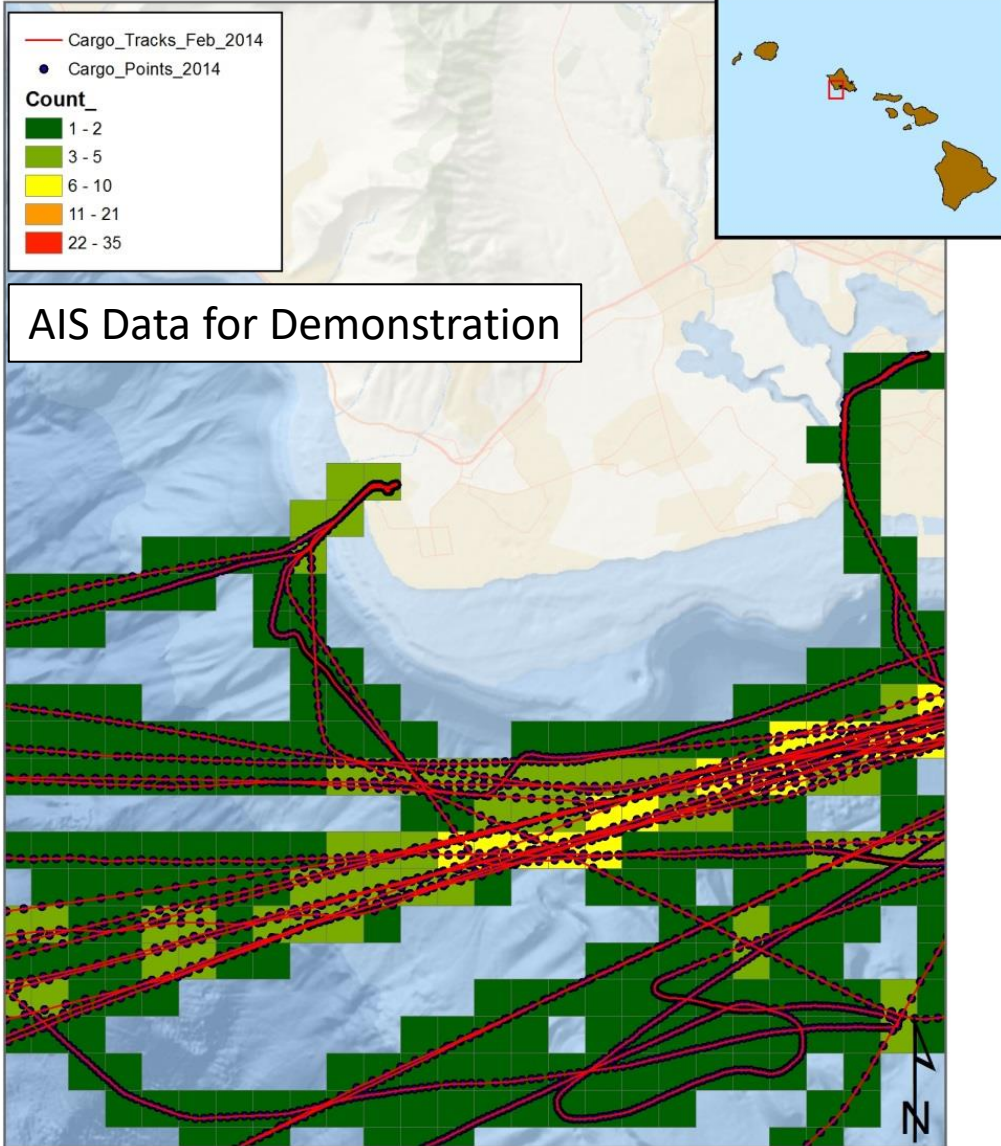 Cargo_Tracks_Feb_2014
Cargo_Points_2014
Count_
1 - 2
3 - 5
6 - 10
11 - 21
22 - 35
AIS Data for Demonstration
N